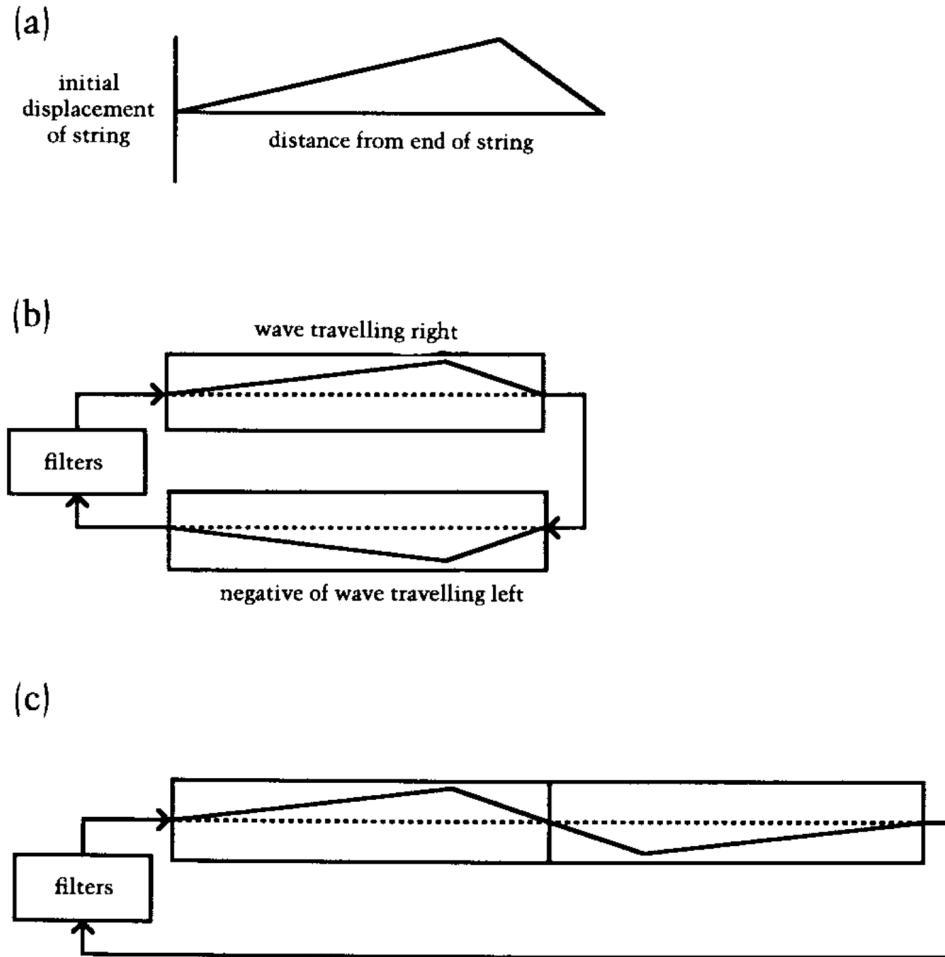 (a)
initial
displacement
of string
distance from end of string
(b)
wave travelling right
filters
negative of wave travelling left
(c)
filters